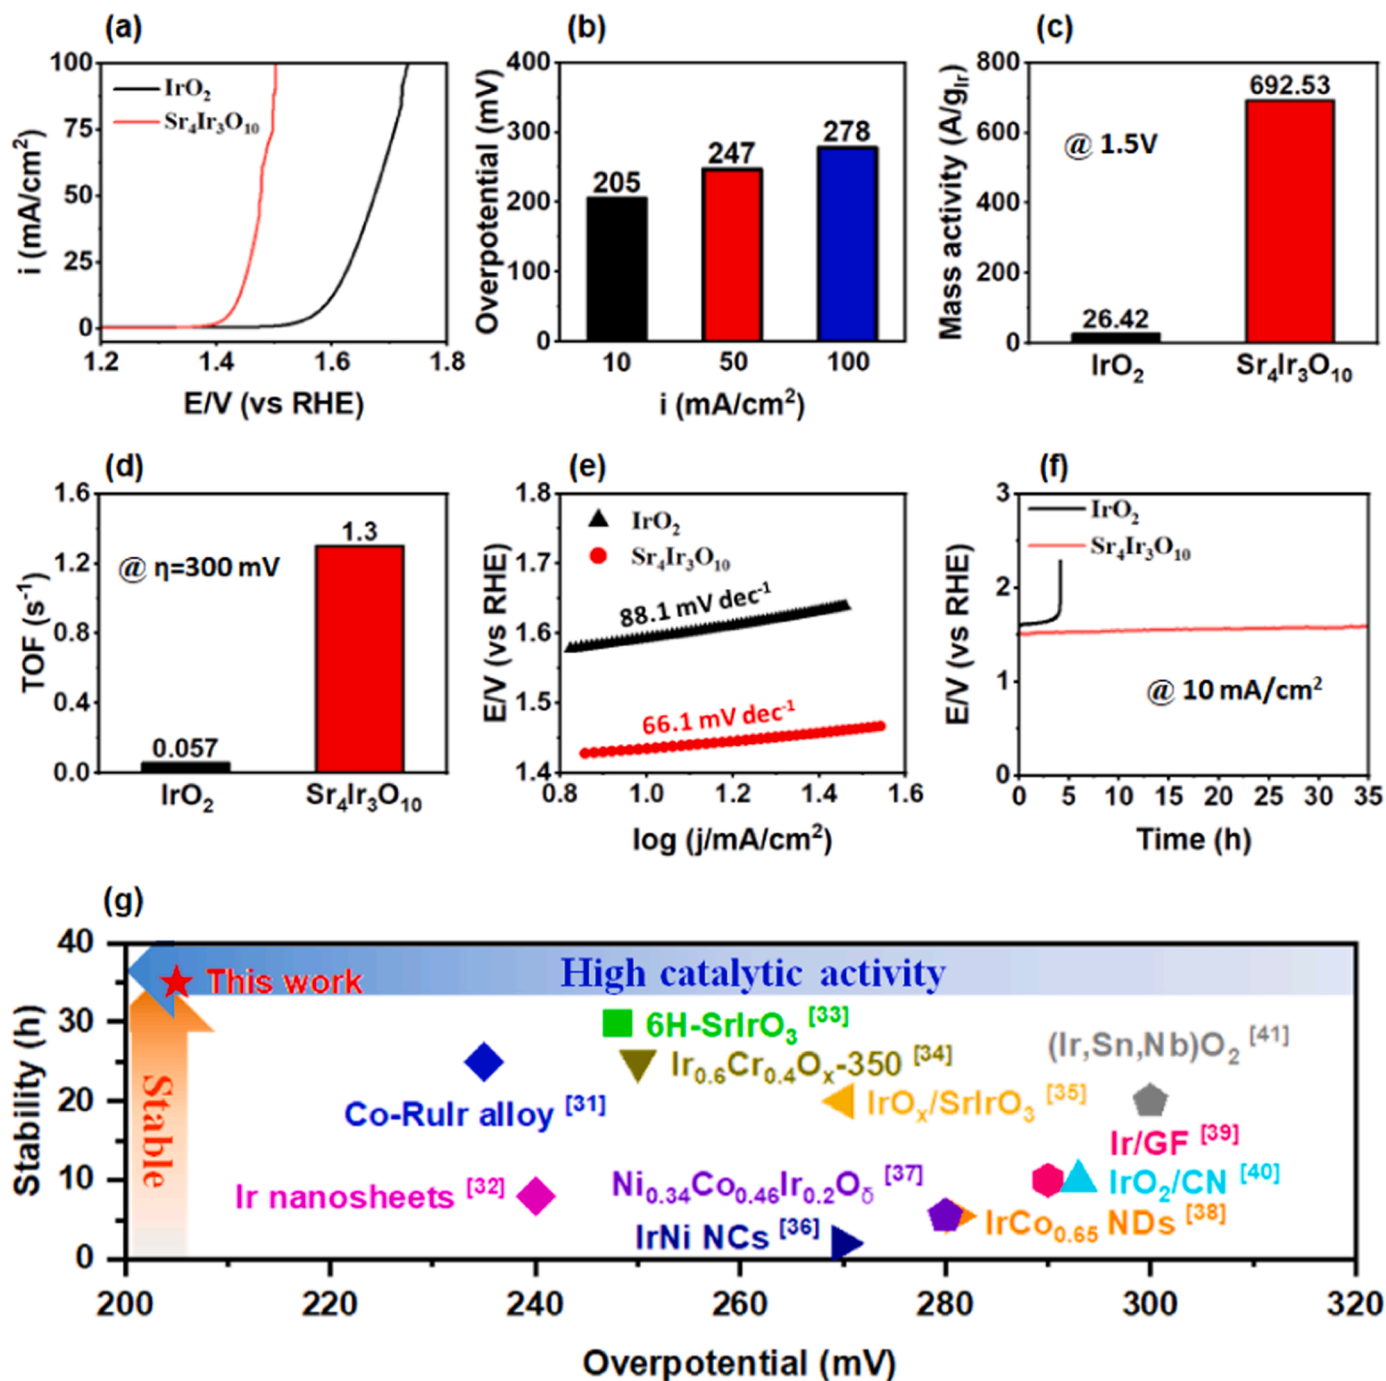 (a)
100
75
50
25
0
i (mA/cm²)
IrO₂
Sr₄Ir₃O₁₀
1.2 1.4 1.6 1.8
E/V (vs RHE)
(b)
400
300
200
100
0
Overpotential (mV)
205 247 278
10 50 100
i (mA/cm²)
(c)
800
600
400
200
0
Mass activity (A/gIr)
@ 1.5V
26.42 692.53
IrO₂ Sr₄Ir₃O₁₀
(d)
1.6
1.2
0.8
0.4
0.0
TOF (s⁻¹)
@ η=300 mV
0.057 1.3
IrO₂ Sr₄Ir₃O₁₀
(e)
1.8
1.7
1.6
1.5
1.4
E/V (vs RHE)
IrO₂
Sr₄Ir₃O₁₀
88.1 mV dec⁻¹
66.1 mV dec⁻¹
0.8 1.0 1.2 1.4 1.6
log (j/mA/cm²)
(f)
3
2
1
0
E/V (vs RHE)
IrO₂
Sr₄Ir₃O₁₀
@ 10 mA/cm²
0 5 10 15 20 25 30 35
Time (h)
(g)
40
30
20
10
0
Stability (h)
High catalytic activity
This work
Stable
6H-SrIrO₃ [33]
(Ir,Sn,Nb)O₂ [41]
Ir₀.₆Cr₀.₄Oₓ-350 [34]
Co-RuIr alloy [31]
IrOₓ/SrIrO₃ [35]
Ir/GF [39]
Ir nanosheets [32]
Ni₀.₃₄Co₀.₄₆Ir₀.₂Oδ [37]
IrO₂/CN [40]
IrNi NCs [36]
IrCo₀.₆₅ NDs [38]
200 220 240 260 280 300 320
Overpotential (mV)